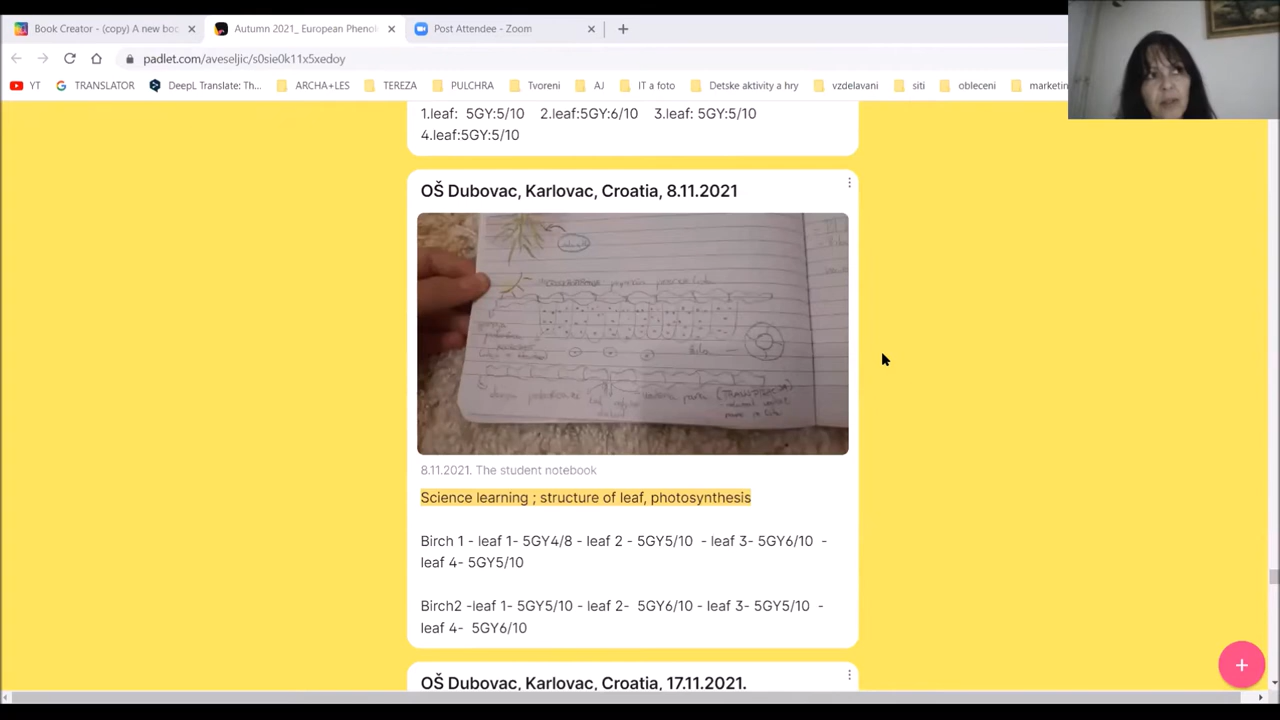 Book Creator - (copy) A new boo
Autumn 2021_ European Phenol
Post Attendee - Zoom
padlet.com/aveseljic/s0sie0k11x5xedoy
YT
TRANSLATOR
DeepL Translate: Th...
ARCHA+LES
TEREZA
PULCHRA
Tvoreni
AJ
IT a foto
Detske aktivity a hry
vzdelavani
siti
obleceni
marketin
1.leaf: 5GY:5/10 2.leaf:5GY:6/10 3.leaf: 5GY:5/10
4.leaf:5GY:5/10
OŠ Dubovac, Karlovac, Croatia, 8.11.2021
8.11.2021. The student notebook
Science learning ; structure of leaf, photosynthesis
Birch 1 - leaf 1- 5GY4/8 - leaf 2 - 5GY5/10 - leaf 3- 5GY6/10 -
leaf 4- 5GY5/10
Birch2 -leaf 1- 5GY5/10 - leaf 2- 5GY6/10 - leaf 3- 5GY5/10 -
leaf 4- 5GY6/10
OŠ Dubovac, Karlovac, Croatia, 17.11.2021.